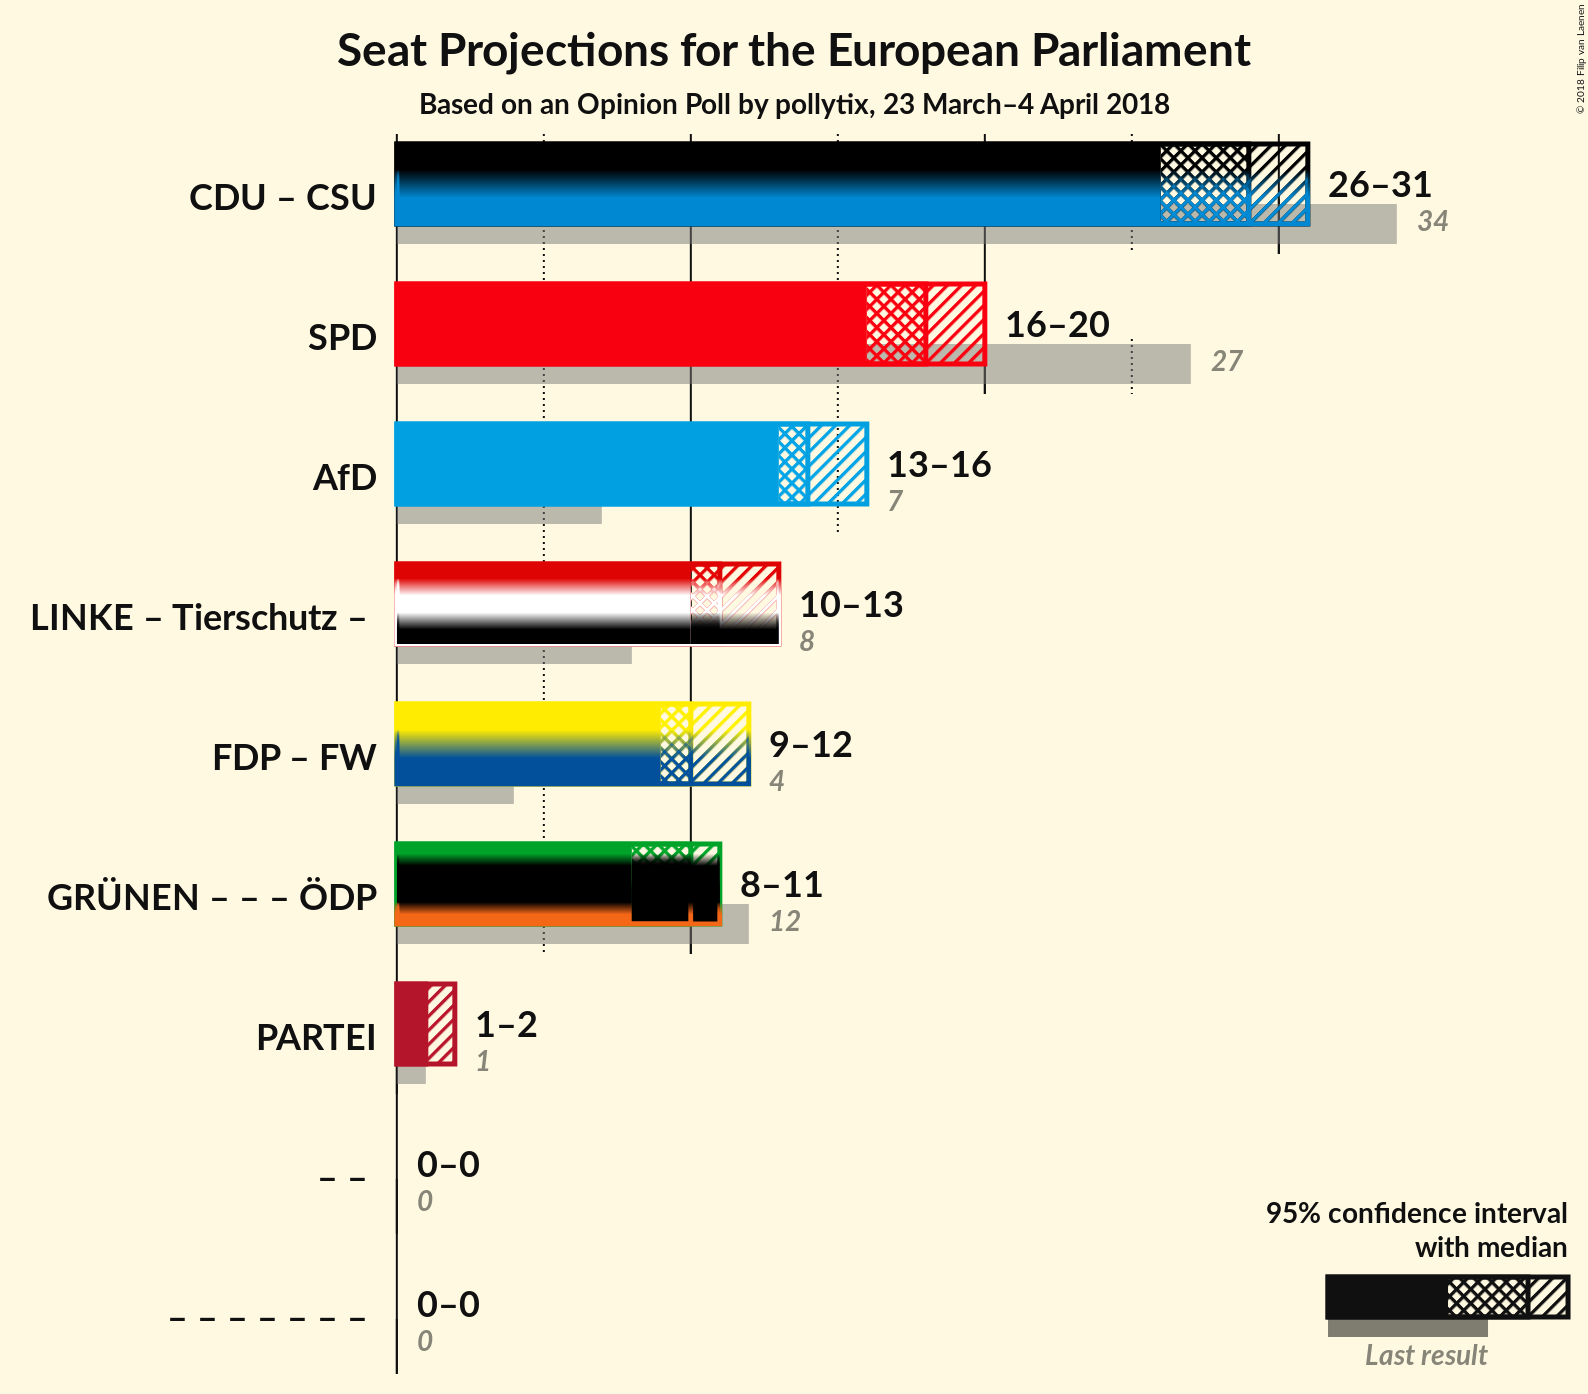 Seat Projections for the European Parliament
Based on an Opinion Poll by pollytix, 23 March–4 April 2018
© 2018 Filip van Laenen
CDU – CSU
26–31
34
SPD
16–20
27
AfD
13–16
7
LINKE – Tierschutz –
10–13
8
FDP – FW
9–12
4
GRÜNEN – – – ÖDP
8–11
12
PARTEI
1–2
1
– –
0–0
0
– – – – – – –
0–0
0
95% confidence interval
with median
Last result